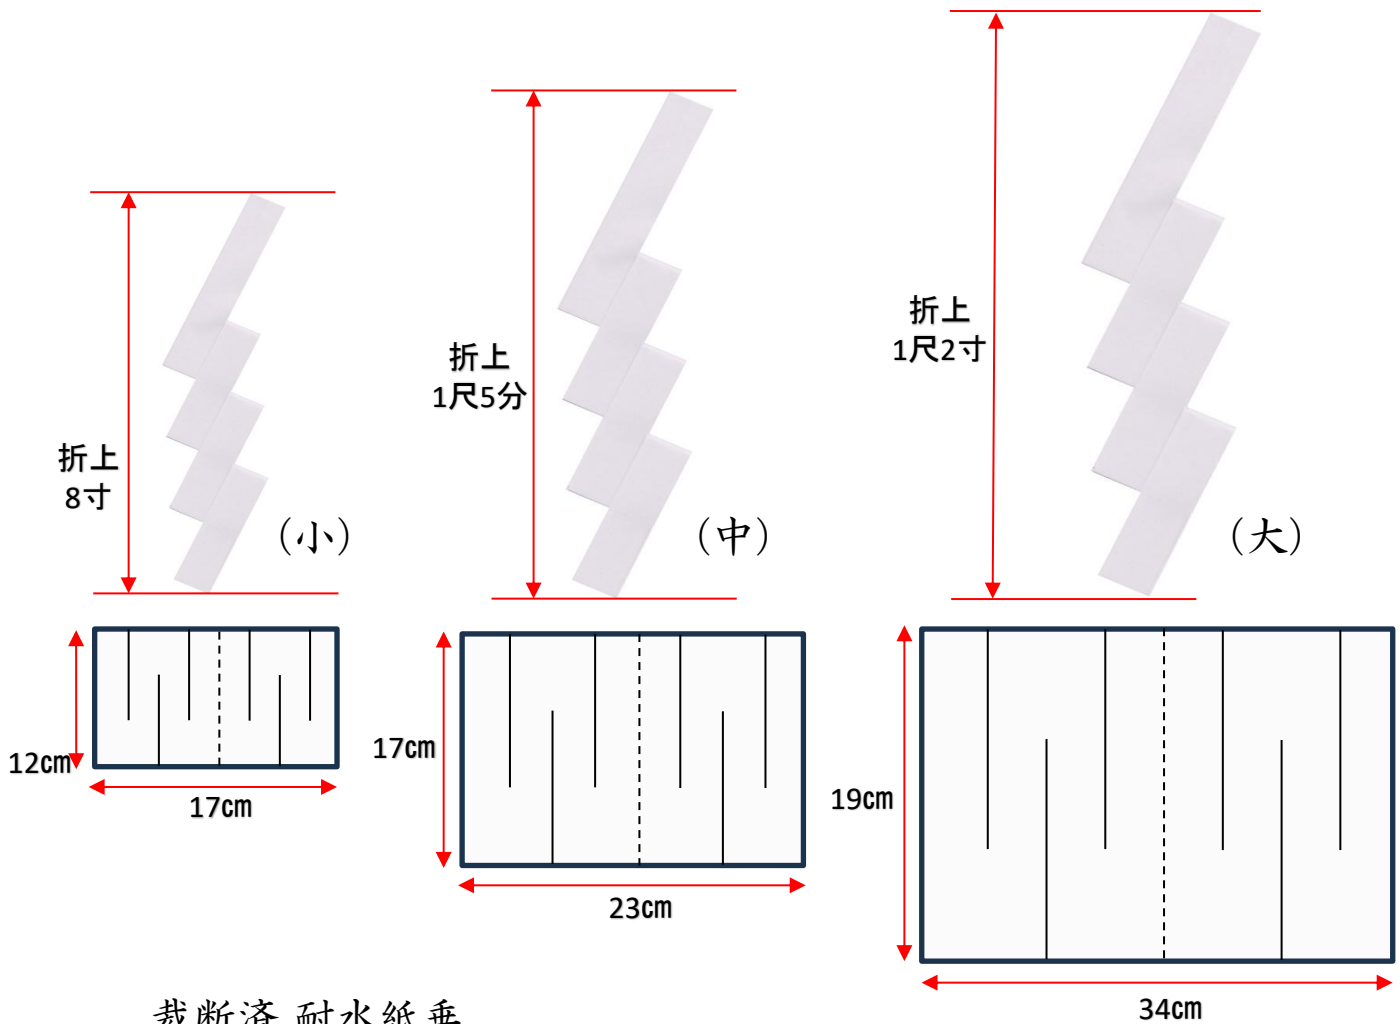 折上
8寸
(小)
12cm
17cm
折上
1尺5分
(中)
17cm
23cm
折上
1尺2寸
(大)
19cm
34cm
裁断済 耐水紙垂